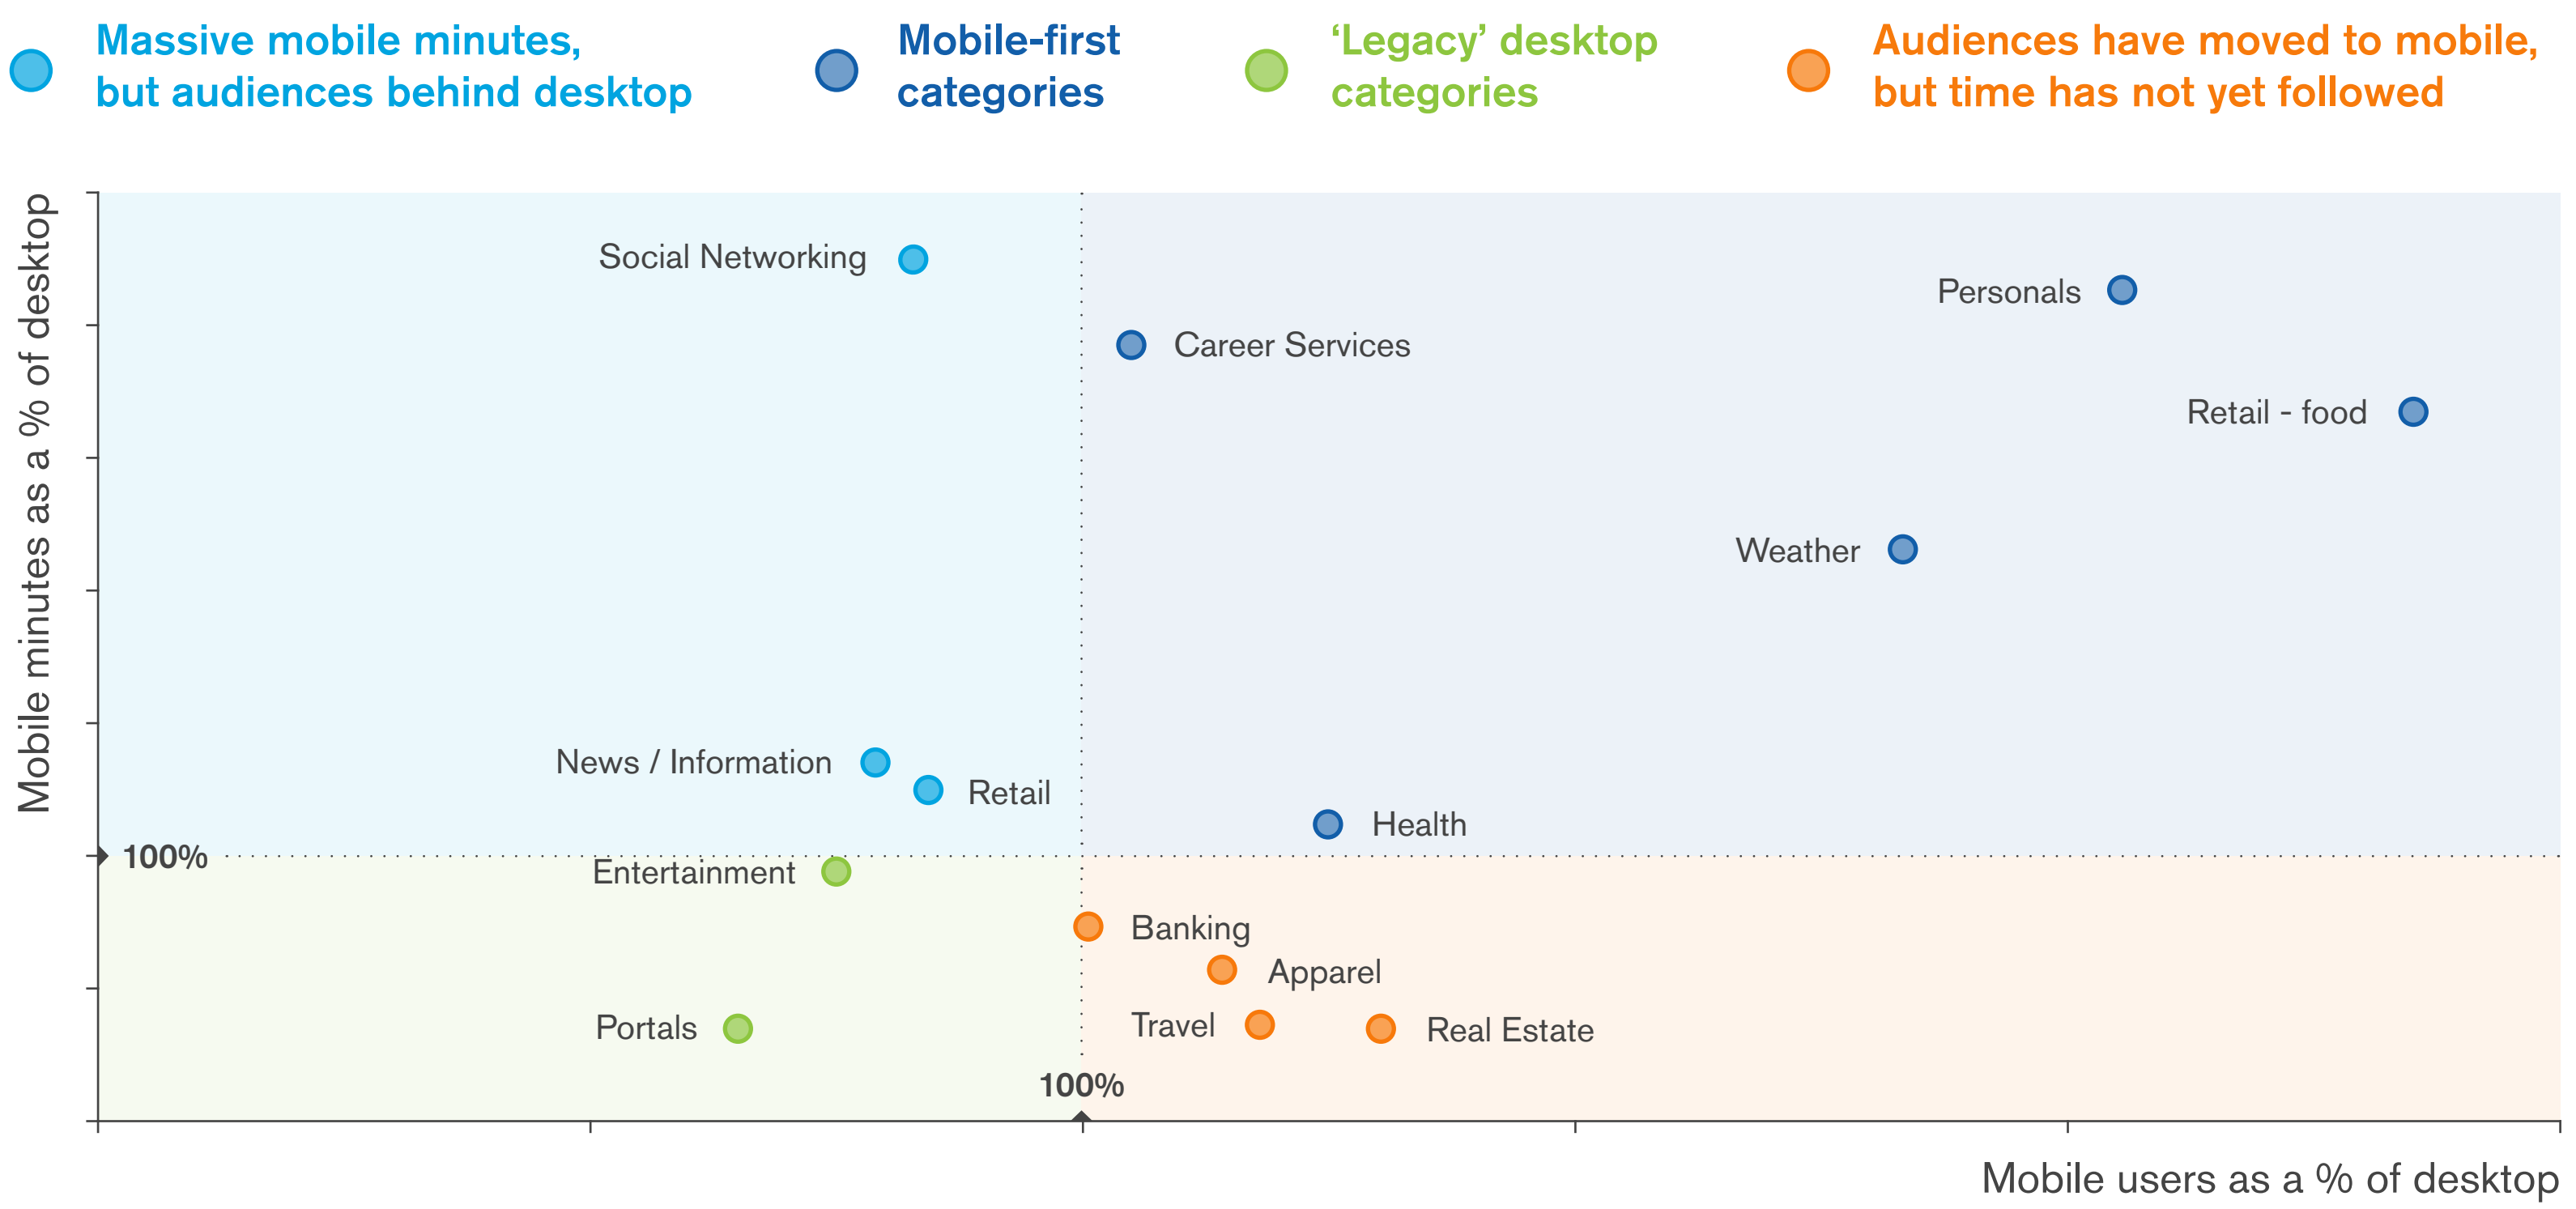 Massive mobile minutes,
but audiences behind desktop
Mobile-first
categories
‘Legacy’ desktop
categories
Audiences have moved to mobile,
but time has not yet followed
Mobile minutes as a % of desktop
Social Networking
Personals
Career Services
Retail - food
Weather
News / Information
Retail
Health
100%
Entertainment
Banking
Apparel
Travel
Portals
Real Estate
100%
Mobile users as a % of desktop